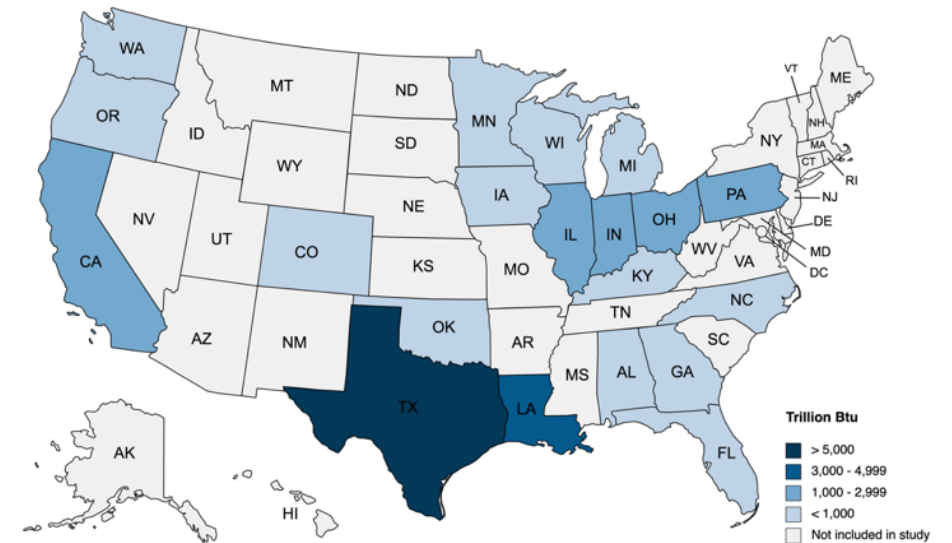 WA
OR
CA
ID
NV
MT
WY
UT
AZ
CO
NM
ND
SD
NE
KS
OK
TX
MN
IA
MO
AR
LA
WI
IL
MI
IN
OH
KY
TN
MS
AL
GA
FL
SC
NC
VA
WV
PA
NY
VT
NH
ME
MA
CT
RI
NJ
DE
MD
DC
AK
HI
Trillion Btu
> 5,000
3,000 - 4,999
1,000 - 2,999
< 1,000
Not included in study